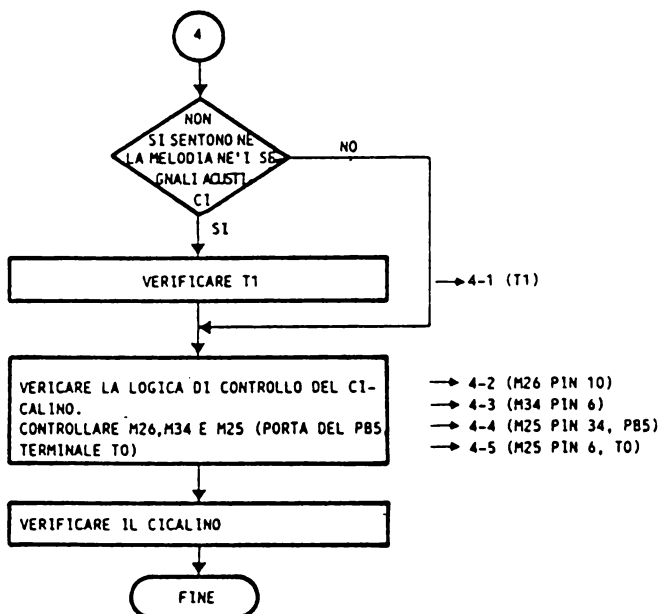 4
NON
SI SENTONO NE
LA MELODIA NE'I SE
GNALI ACUSTI-
CI
NO
SI
VERIFICARE T1
→ 4-1 (T1)
VERICARE LA LOGICA DI CONTROLLO DEL CI-
CALINO.
CONTROLLARE M26,M34 E M25 (PORTA DEL PB5,
TERMINALE T0)
→ 4-2 (M26 PIN 10)
→ 4-3 (M34 PIN 6)
→ 4-4 (M25 PIN 34, PB5)
→ 4-5 (M25 PIN 6, T0)
VERIFICARE IL CICALINO
FINE